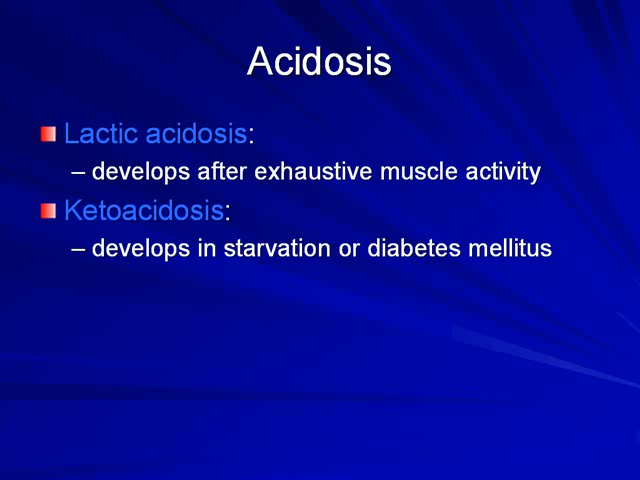 Acidosis
Lactic acidosis:
– develops after exhaustive muscle activity
Ketoacidosis:
– develops in starvation or diabetes mellitus